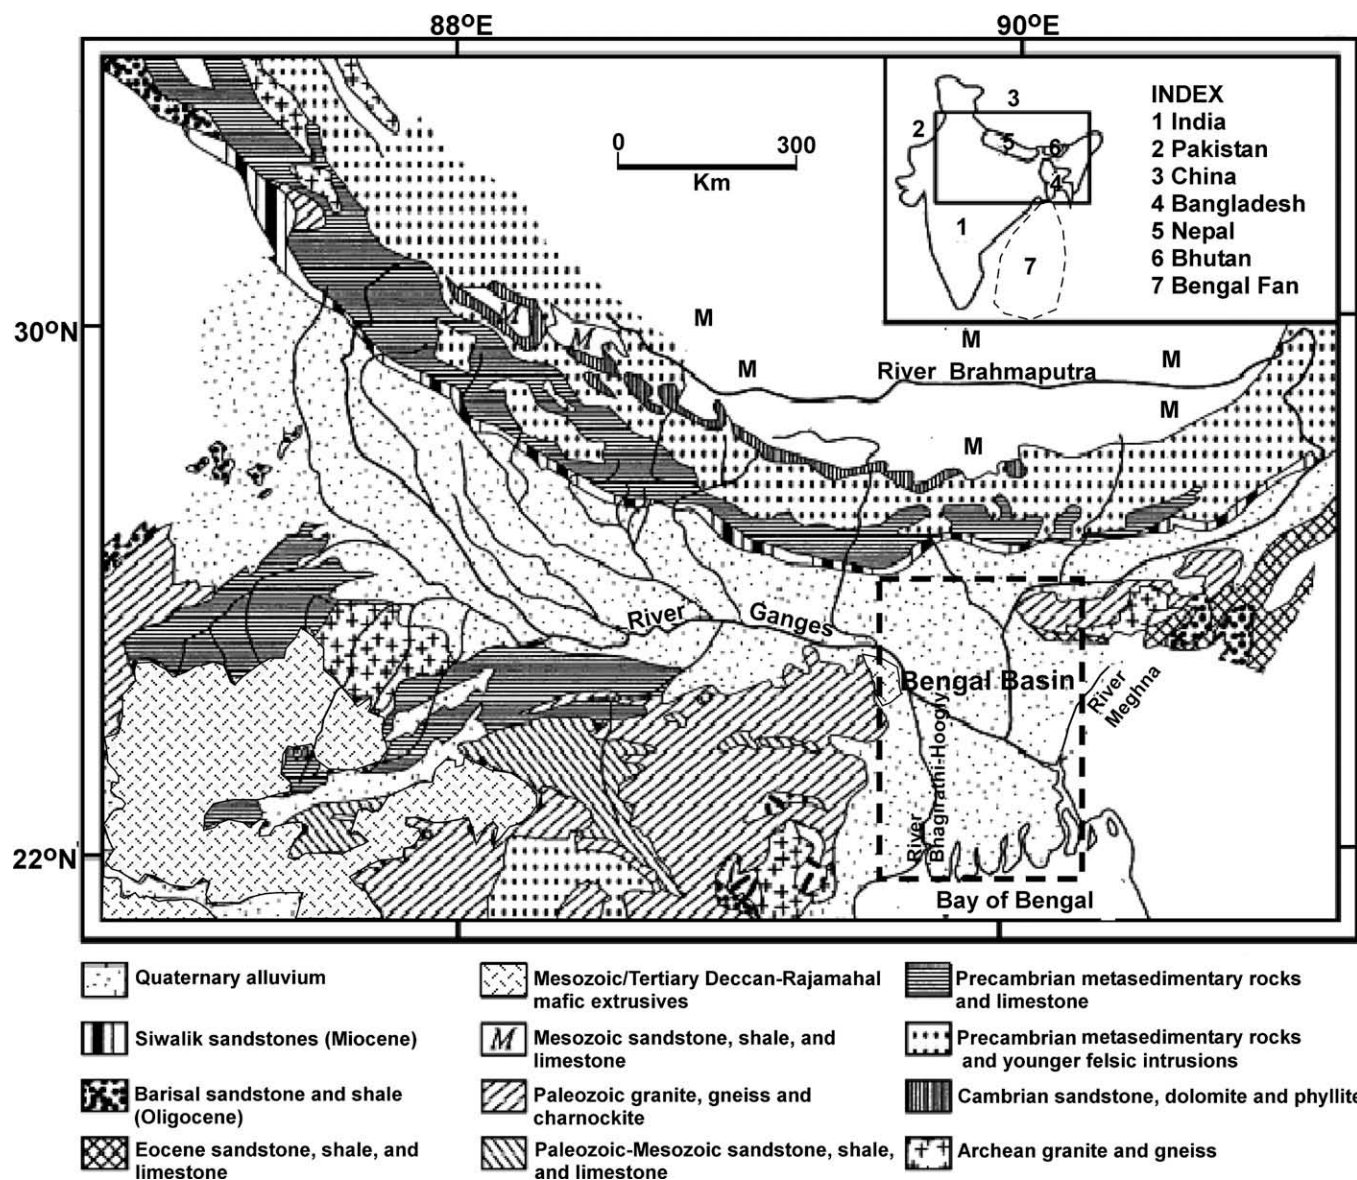 88°E
90°E
30°N
22°N
0
300
Km
INDEX
1 India
2 Pakistan
3 China
4 Bangladesh
5 Nepal
6 Bhutan
7 Bengal Fan
3
2
5
6
4
1
7
M
M
M
M
M
M
M
M
River Brahmaputra
River Ganges
Bengal Basin
River
Meghna
River
Bhagirathi-Hoogly
Bay of Bengal
Quaternary alluvium
Siwalik sandstones (Miocene)
Barisal sandstone and shale
(Oligocene)
Eocene sandstone, shale, and
limestone
Mesozoic/Tertiary Deccan-Rajamahal
mafic extrusives
M
Mesozoic sandstone, shale, and
limestone
Paleozoic granite, gneiss and
charnockite
Paleozoic-Mesozoic sandstone, shale,
and limestone
Precambrian metasedimentary rocks
and limestone
Precambrian metasedimentary rocks
and younger felsic intrusions
Cambrian sandstone, dolomite and phyllite
Archean granite and gneiss